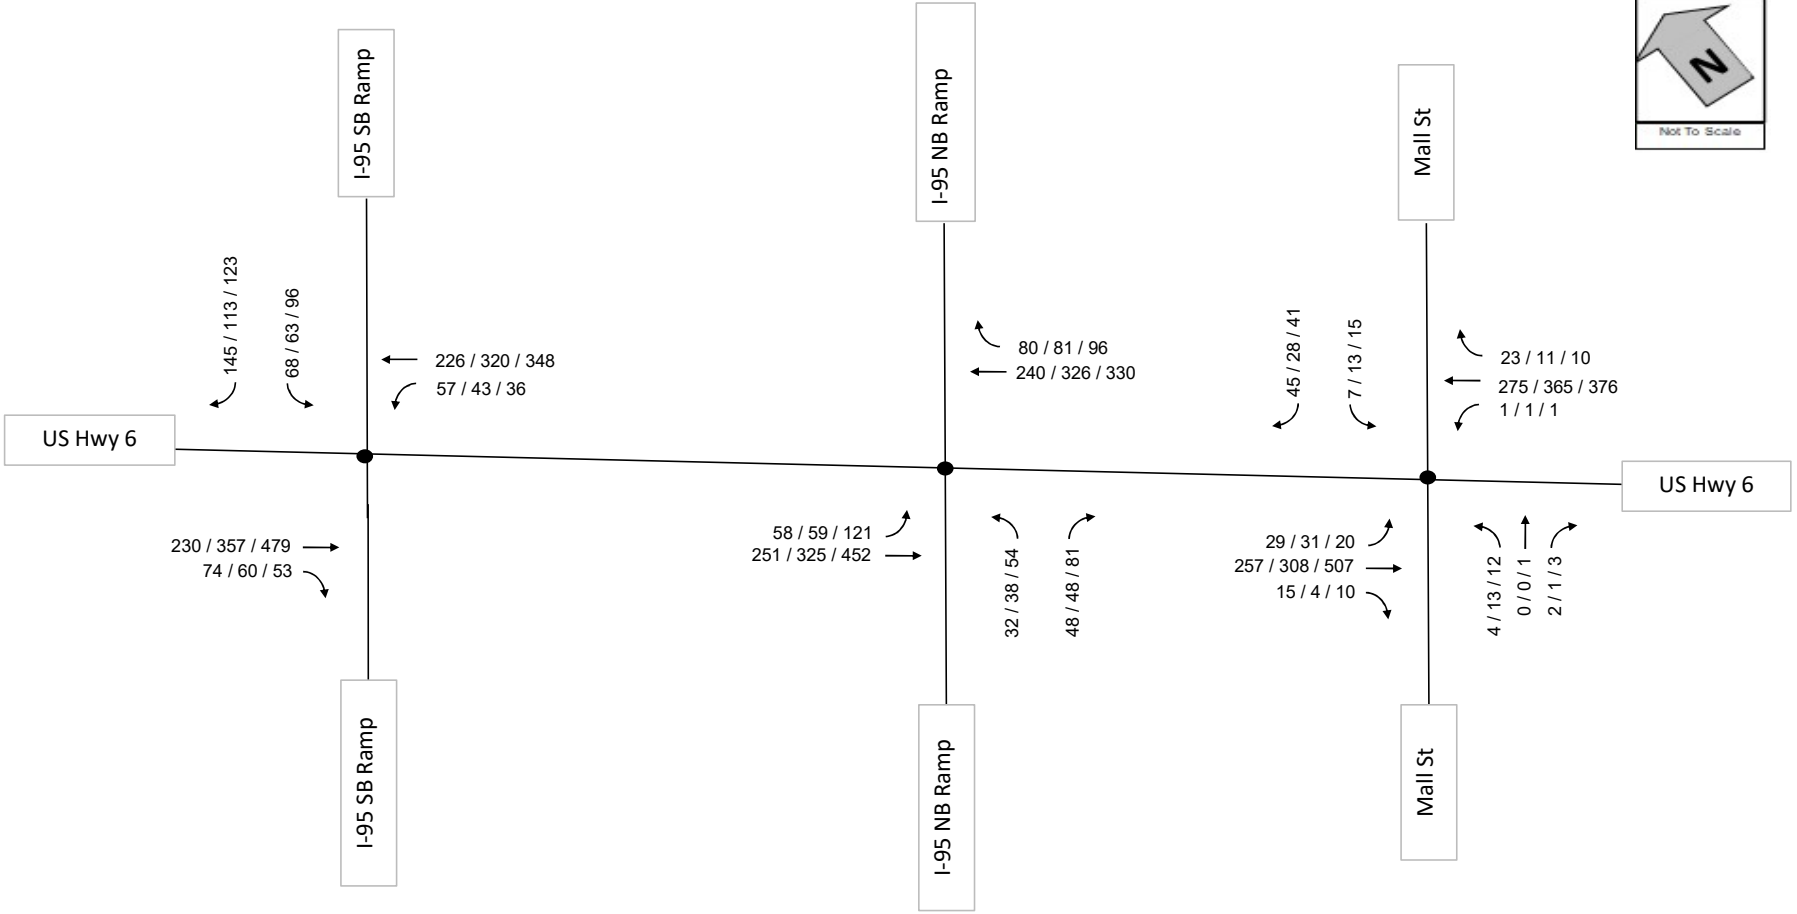 N
Not To Scale
I-95 SB Ramp
I-95 NB Ramp
Mall St
145 / 113 / 123
68 / 63 / 96
226 / 320 / 348
57 / 43 / 36
80 / 81 / 96
240 / 326 / 330
45 / 28 / 41
7 / 13 / 15
23 / 11 / 10
275 / 365 / 376
1 / 1 / 1
US Hwy 6
US Hwy 6
230 / 357 / 479
74 / 60 / 53
58 / 59 / 121
251 / 325 / 452
32 / 38 / 54
48 / 48 / 81
29 / 31 / 20
257 / 308 / 507
15 / 4 / 10
4 / 13 / 12
0 / 0 / 1
2 / 1 / 3
I-95 SB Ramp
I-95 NB Ramp
Mall St